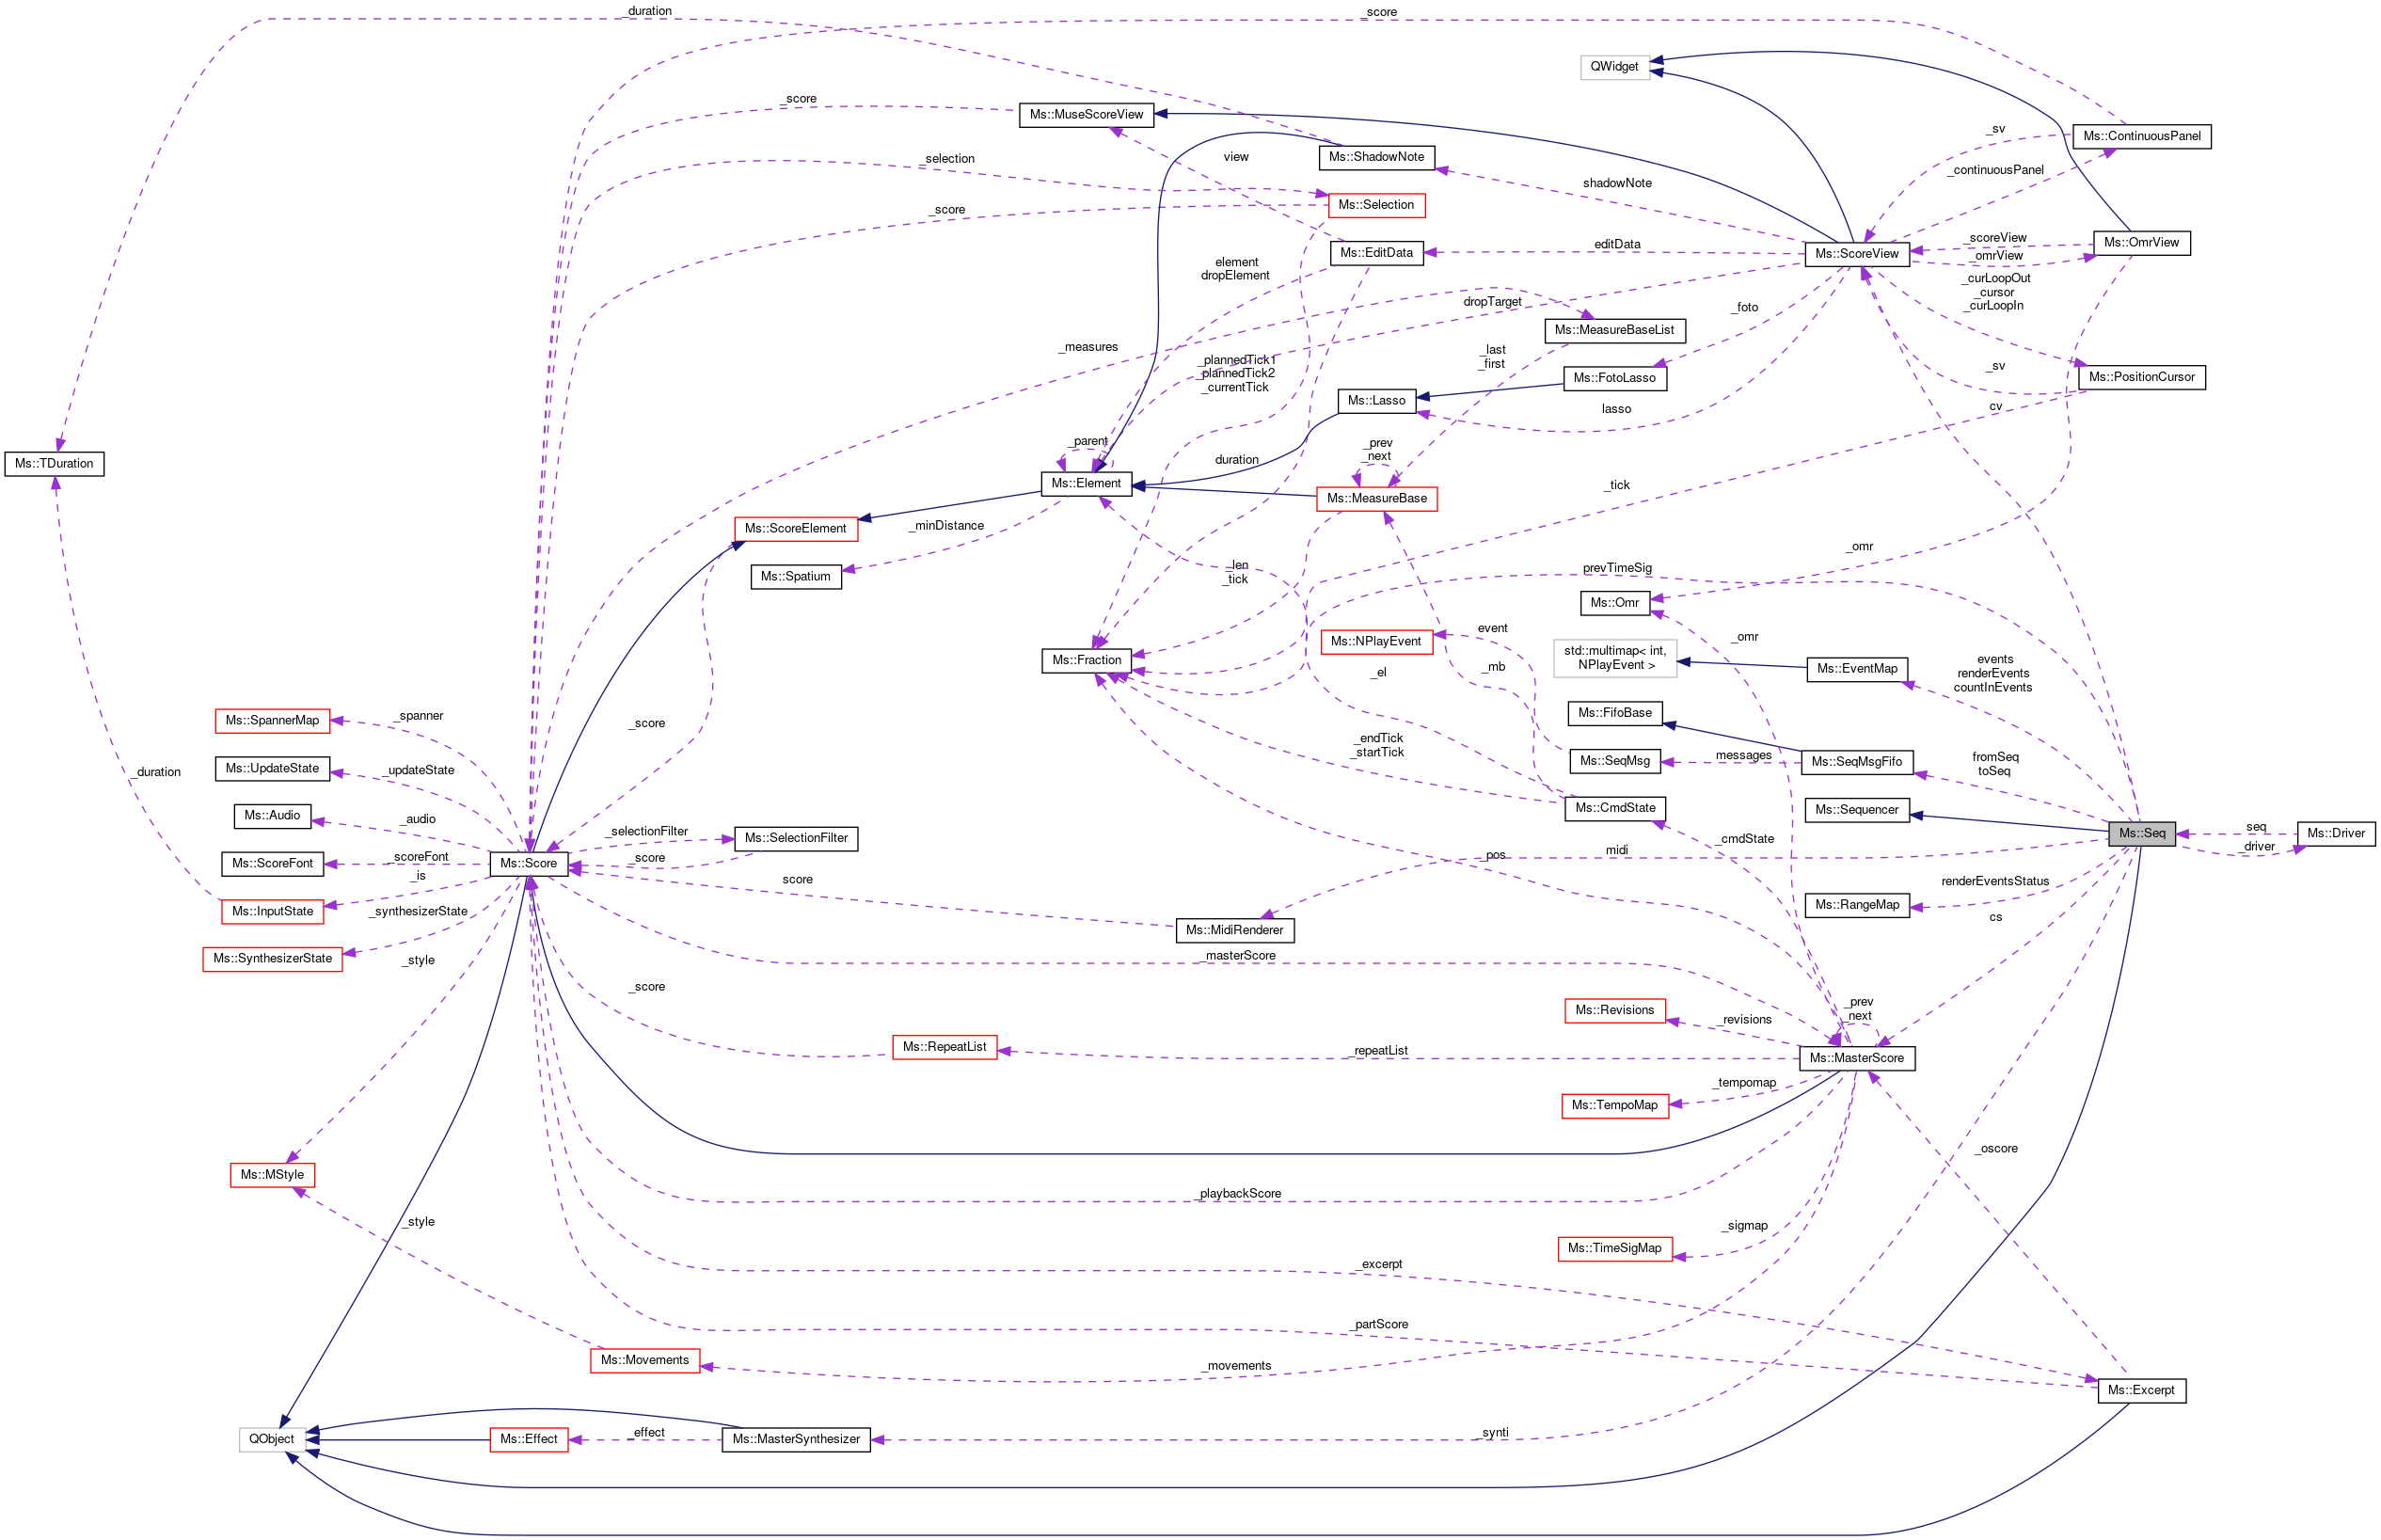 _duration
_score
QWidget
_score
Ms::MuseScoreView
_sv
Ms::ContinuousPanel
view
Ms::ShadowNote
_selection
shadowNote
_continuousPanel
Ms::Selection
_score
_scoreView
Ms::OmrView
editData
Ms::EditData
Ms::ScoreView
_omrView
element
dropElement
_curLoopOut
_cursor
_curLoopIn
dropTarget
_foto
Ms::MeasureBaseList
_measures
_last
_first
_plannedTick1
_plannedTick2
_currentTick
_sv
Ms::FotoLasso
Ms::PositionCursor
Ms::Lasso
lasso
cv
_parent
_prev
_next
duration
Ms::TDuration
Ms::Element
_tick
Ms::MeasureBase
Ms::ScoreElement
_minDistance
_omr
_len
_tick
prevTimeSig
Ms::Spatium
Ms::Omr
event
_omr
Ms::NPlayEvent
std::multimap< int,
NPlayEvent >
Ms::Fraction
_mb
_el
Ms::EventMap
events
renderEvents
countInEvents
Ms::SpannerMap
_spanner
_score
Ms::FifoBase
_endTick
_startTick
messages
fromSeq
toSeq
Ms::UpdateState
_updateState
_duration
Ms::SeqMsg
Ms::SeqMsgFifo
Ms::Audio
_audio
Ms::CmdState
Ms::Sequencer
_selectionFilter
Ms::SelectionFilter
_cmdState
Ms::Seq
seq
Ms::Driver
_driver
Ms::ScoreFont
_scoreFont
Ms::Score
_score
_pos
midi
_is
score
renderEventsStatus
Ms::InputState
_synthesizerState
Ms::RangeMap
cs
Ms::MidiRenderer
Ms::SynthesizerState
_style
_masterScore
_score
_prev
_next
Ms::Revisions
_revisions
Ms::RepeatList
_repeatList
Ms::MasterScore
_tempomap
Ms::TempoMap
_oscore
Ms::MStyle
_playbackScore
_style
_sigmap
Ms::TimeSigMap
_excerpt
_partScore
Ms::Movements
_movements
Ms::Excerpt
QObject
Ms::Effect
_effect
Ms::MasterSynthesizer
_synti